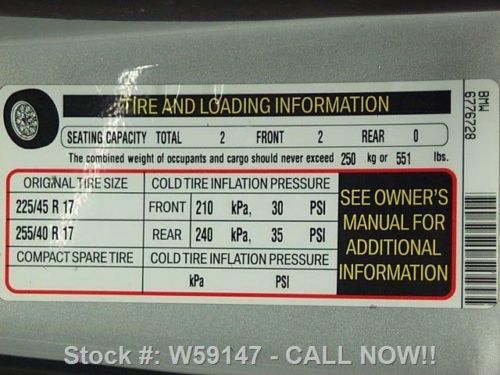 TIRE AND LOADING INFORMATION
SEATING CAPACITY TOTAL 2 FRONT 2 REAR 0
The combined weight of occupants and cargo should never exceed 250 kg or 551 lbs.
ORIGINAL TIRE SIZE COLD TIRE INFLATION PRESSURE
225/45 R 17 FRONT 210 kPa, 30 PSI
255/40 R 17 REAR 240 kPa, 35 PSI
COMPACT SPARE TIRE COLD TIRE INFLATION PRESSURE
kPa PSI
SEE OWNER'S
MANUAL FOR
ADDITIONAL
INFORMATION
BMW
6776728
Stock #: W59147 - CALL NOW!!